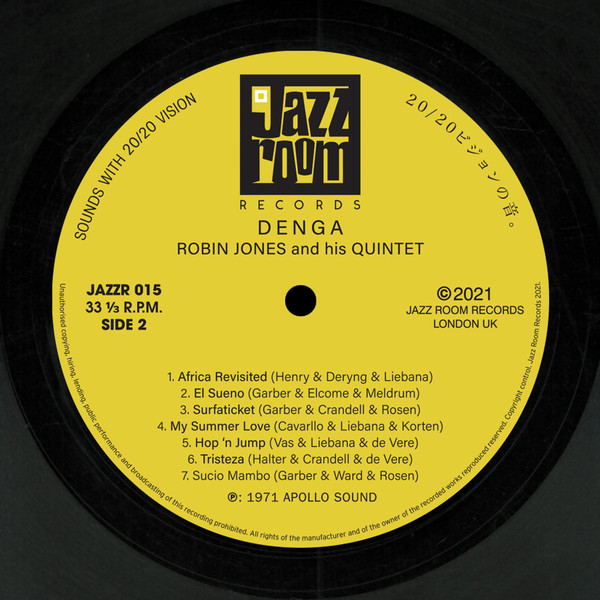 Jazz
room
RECORDS
SOUNDS WITH 20/20 VISION
20/20ビジョンの音。
DENGA
ROBIN JONES and his QUINTET
JAZZR 015
33 ⅓ R.P.M.
SIDE 2
©2021
JAZZ ROOM RECORDS
LONDON UK
1. Africa Revisited (Henry & Deryng & Liebana)
2. El Sueno (Garber & Elcome & Meldrum)
3. Surfaticket (Garber & Crandell & Rosen)
4. My Summer Love (Cavarllo & Liebana & Korten)
5. Hop ‘n Jump (Vas & Liebana & de Vere)
6. Tristeza (Halter & Crandell & de Vere)
7. Sucio Mambo (Garber & Ward & Rosen)
℗: 1971 APOLLO SOUND
Unauthorised copying, hiring, lending, public performance and broadcasting of this recording prohibited. All rights of the manufacturer and of the owner of the recorded works reproduced reserved. Copyright control, Jazz Room Records 2021.